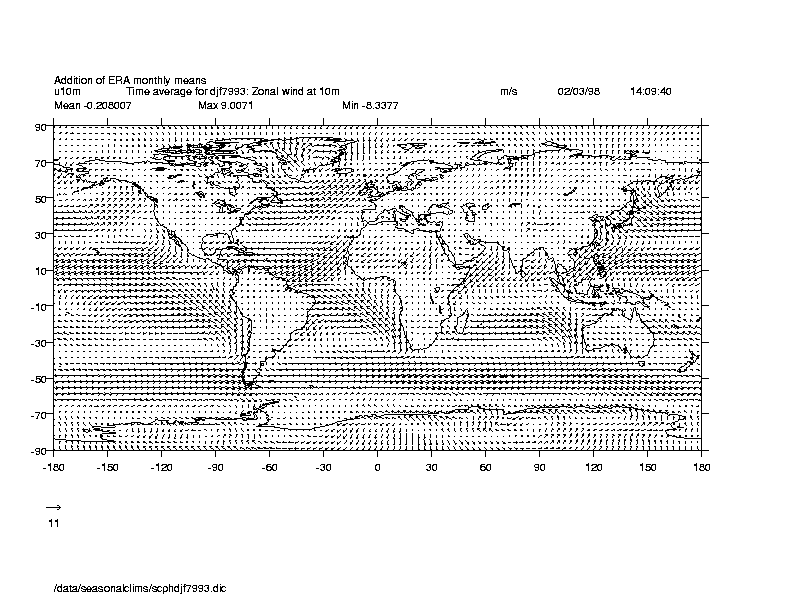 Addition of ERA monthly means
u10m Time average for djf7993: Zonal wind at 10m m/s 02/03/98 14:09:40
Mean -0.208007 Max 9.0071 Min -8.3377
90
70
50
30
10
-10
-30
-50
-70
-90
-180 -150 -120 -90 -60 -30 0 30 60 90 120 150 180
11
/data/seasonalclims/scphdjf7993.dic